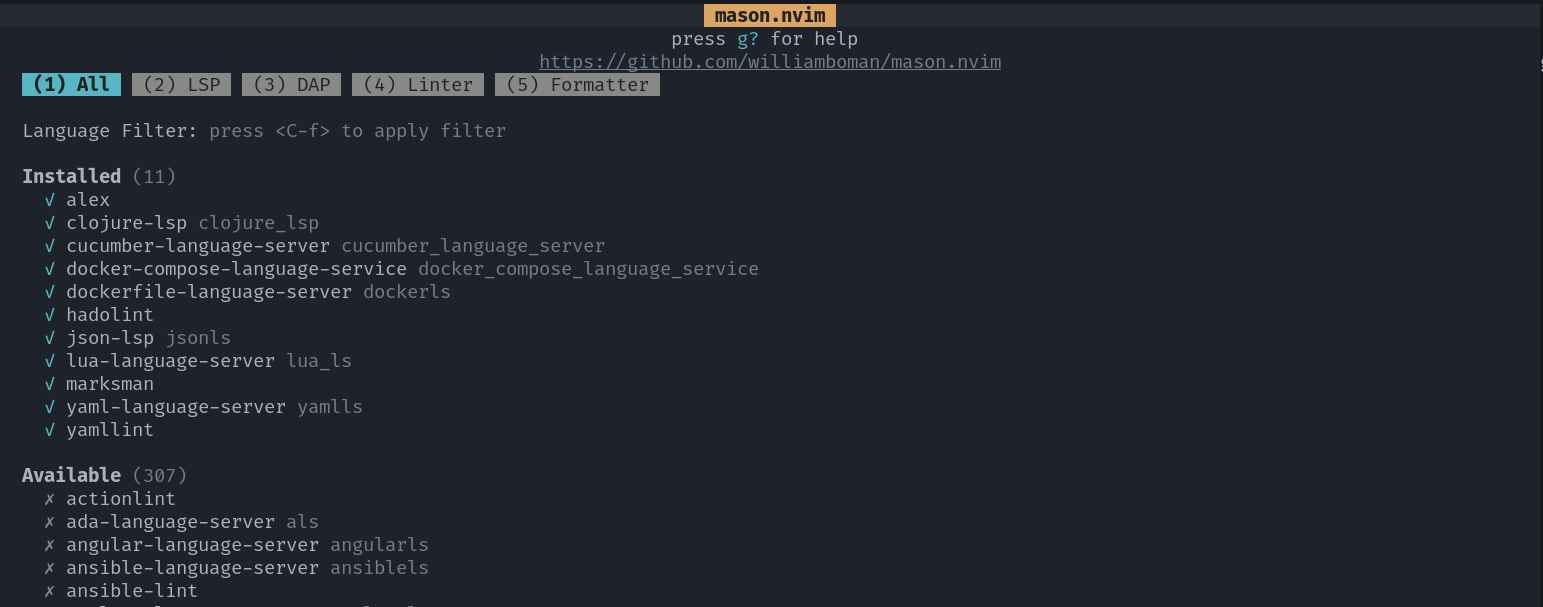 mason.nvim
press g? for help
https://github.com/williamboman/mason.nvim
(1) All (2) LSP (3) DAP (4) Linter (5) Formatter
Language Filter: press <C-f> to apply filter
Installed (11)
✓ alex
✓ clojure-lsp clojure_lsp
✓ cucumber-language-server cucumber_language_server
✓ docker-compose-language-service docker_compose_language_service
✓ dockerfile-language-server dockerls
✓ hadolint
✓ json-lsp jsonls
✓ lua-language-server lua_ls
✓ marksman
✓ yaml-language-server yamlls
✓ yamllint
Available (307)
✗ actionlint
✗ ada-language-server als
✗ angular-language-server angularls
✗ ansible-language-server ansiblels
✗ ansible-lint